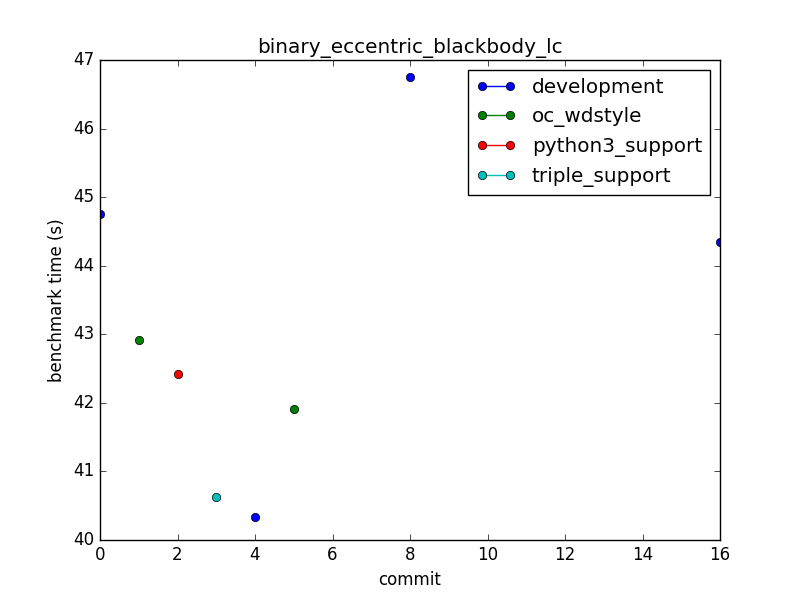 binary_eccentric_blackbody_lc
development
oc_wdstyle
python3_support
triple_support
benchmark time (s)
47
46
45
44
43
42
41
40
0 2 4 6 8 10 12 14 16
commit